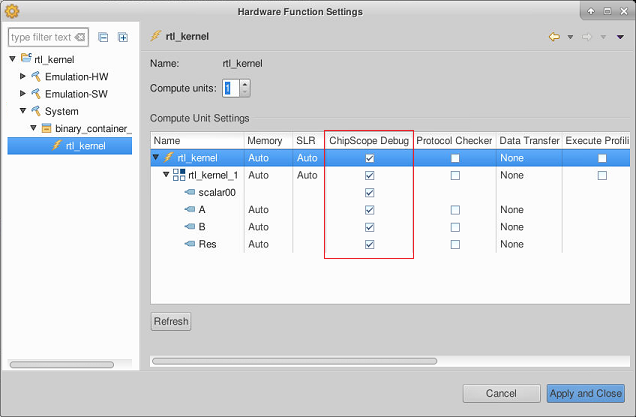 Hardware Function Settings
type filter text
rtl_kernel
Emulation-HW
Emulation-SW
System
binary_container_
rtl_kernel
rtl_kernel
Name: rtl_kernel
Compute units: 1
Compute Unit Settings
Name Memory SLR ChipScope Debug Protocol Checker Data Transfer Execute Profili
rtl_kernel Auto Auto None
rtl_kernel_1 Auto Auto
scalar00
A Auto None
B Auto None
Res Auto None
Refresh
Cancel Apply and Close